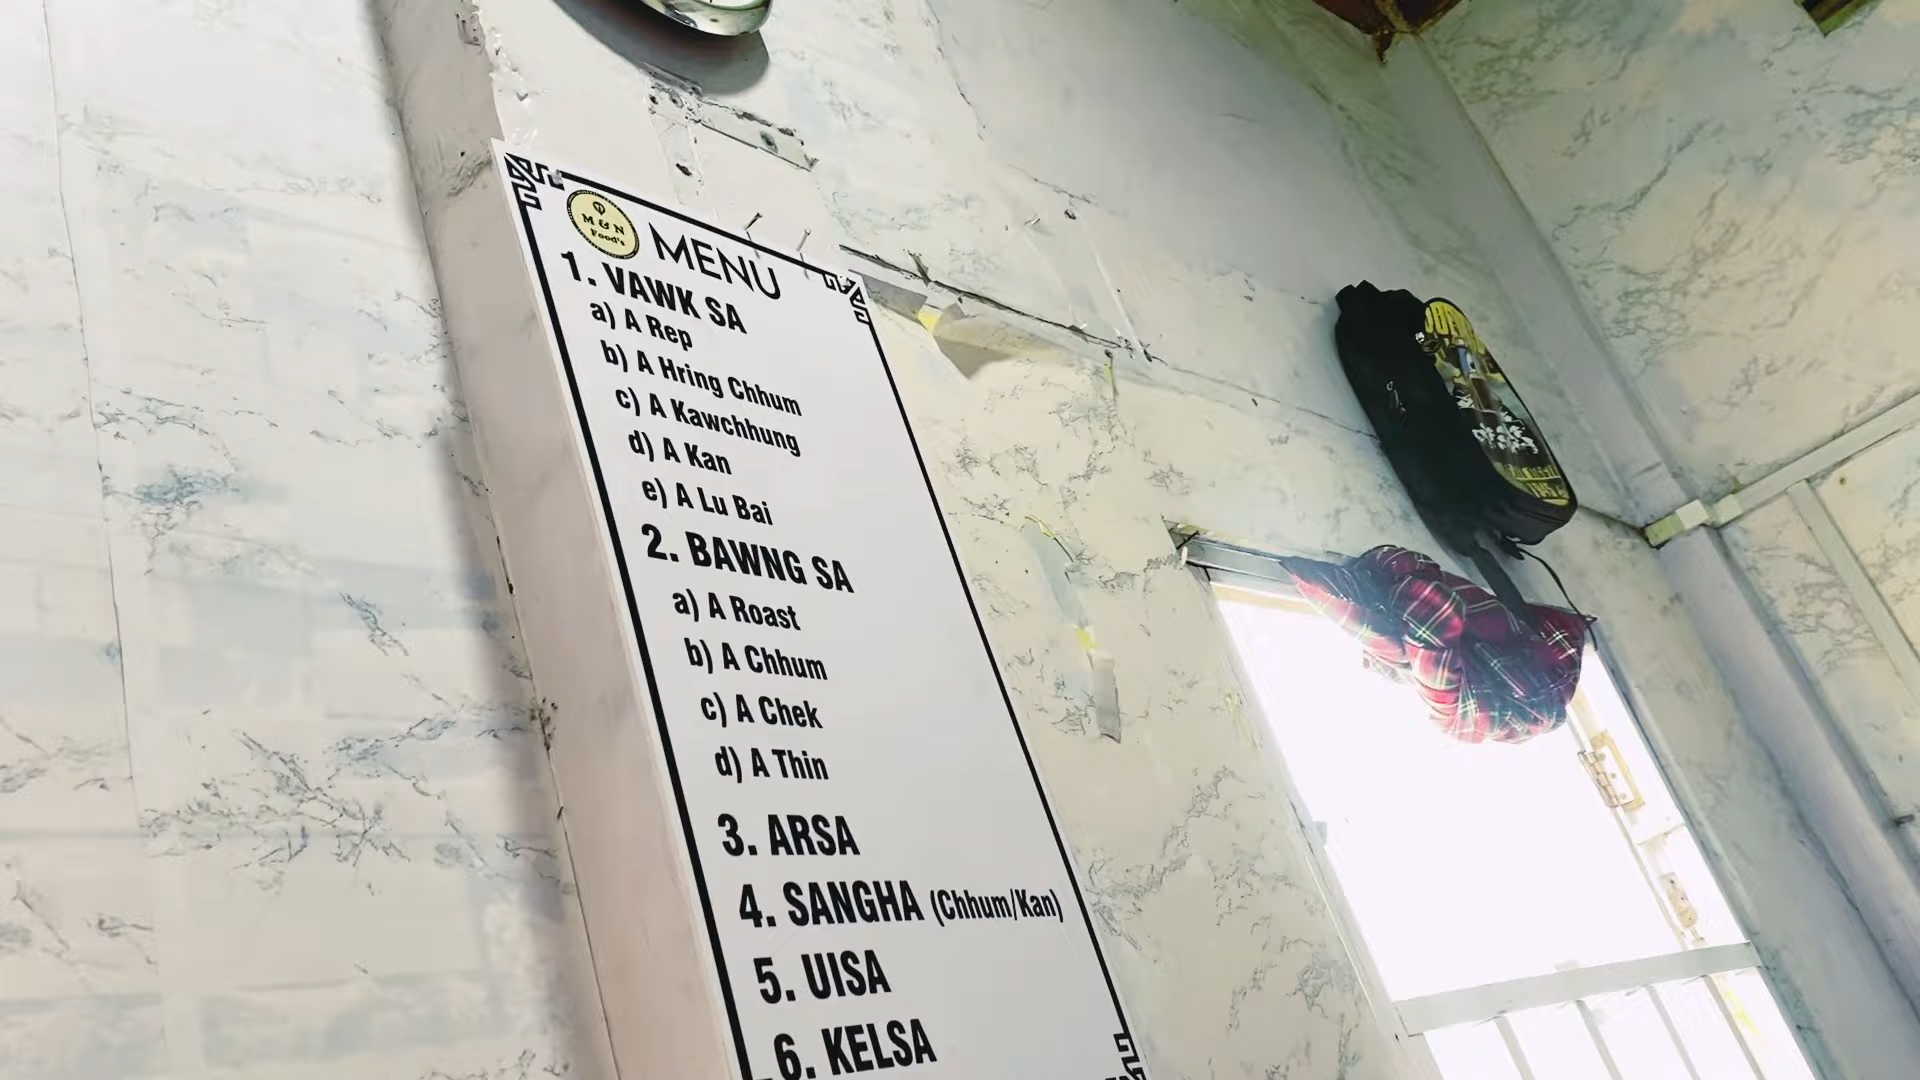 M & N
Food's
MENU
1. VAWK SA
a) A Rep
b) A Hring Chhum
c) A Kawchhung
d) A Kan
e) A Lu Bai
2. BAWNG SA
a) A Roast
b) A Chhum
c) A Chek
d) A Thin
3. ARSA
4. SANGHA (Chhum/Kan)
5. UISA
6. KELSA